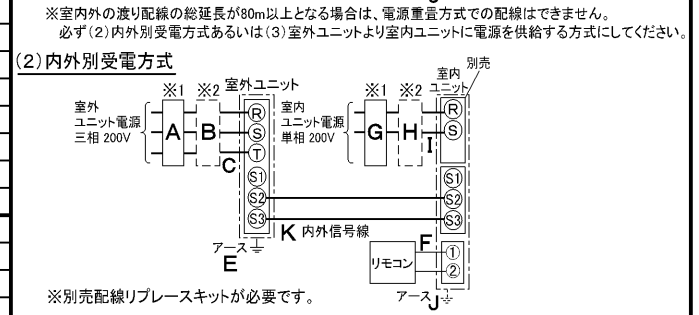 ※室内外の渡り配線の総延長が80m以上となる場合は、電源重畳方式での配線はできません。
必ず(2)内外別受電方式あるいは(3)室外ユニットより室内ユニットに電源を供給する方式にしてください。
(2)内外別受電方式
※1 ※2 室外ユニット
室外
ユニット電源
三相 200V
A B C
R
S
T
S1
S2
S3
アース
E
K 内外信号線
※1 ※2
室内
ユニット
別売
室内
ユニット電源
単相 200V
G H I
R
S
S1
S2
S3
リモコン
F
①
②
アース J
※別売配線リプレースキットが必要です。